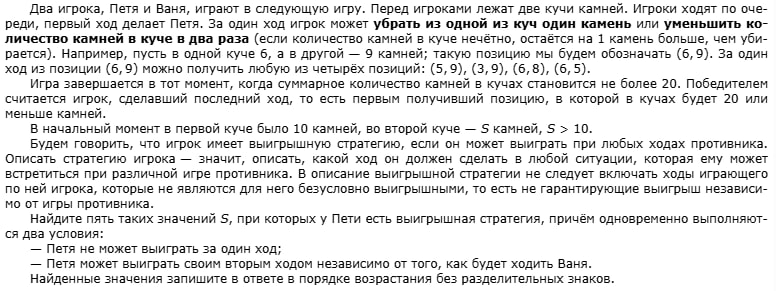 Два игрока, Петя и Ваня, играют в следующую игру. Перед игроками лежат две кучи камней. Игроки ходят по оче-
реди, первый ход делает Петя. За один ход игрок может убрать из одной из куч один камень или уменьшить ко-
личество камней в куче в два раза (если количество камней в куче нечётно, остаётся на 1 камень больше, чем уби-
рается). Например, пусть в одной куче 6, а в другой — 9 камней; такую позицию мы будем обозначать (6, 9). За один
ход из позиции (6, 9) можно получить любую из четырёх позиций: (5, 9), (3, 9), (6, 8), (6, 5).
Игра завершается в тот момент, когда суммарное количество камней в кучах становится не более 20. Победителем
считается игрок, сделавший последний ход, то есть первым получивший позицию, в которой в кучах будет 20 или
меньше камней.
В начальный момент в первой куче было 10 камней, во второй куче — S камней, S > 10.
Будем говорить, что игрок имеет выигрышную стратегию, если он может выиграть при любых ходах противника.
Описать стратегию игрока — значит, описать, какой ход он должен сделать в любой ситуации, которая ему может
встретиться при различной игре противника. В описание выигрышной стратегии не следует включать ходы играющего
по ней игрока, которые не являются для него безусловно выигрышными, то есть не гарантирующие выигрыш независи-
мо от игры противника.
Найдите пять таких значений S, при которых у Пети есть выигрышная стратегия, причём одновременно выполняют-
ся два условия:
— Петя не может выиграть за один ход;
— Петя может выиграть своим вторым ходом независимо от того, как будет ходить Ваня.
Найденные значения запишите в ответе в порядке возрастания без разделительных знаков.